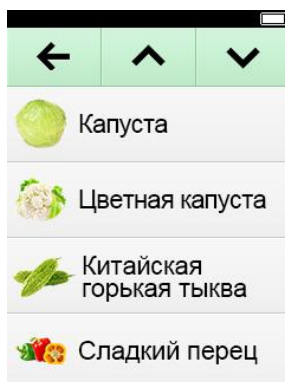 Капуста
Цветная капуста
Китайская
горькая тыква
Сладкий перец